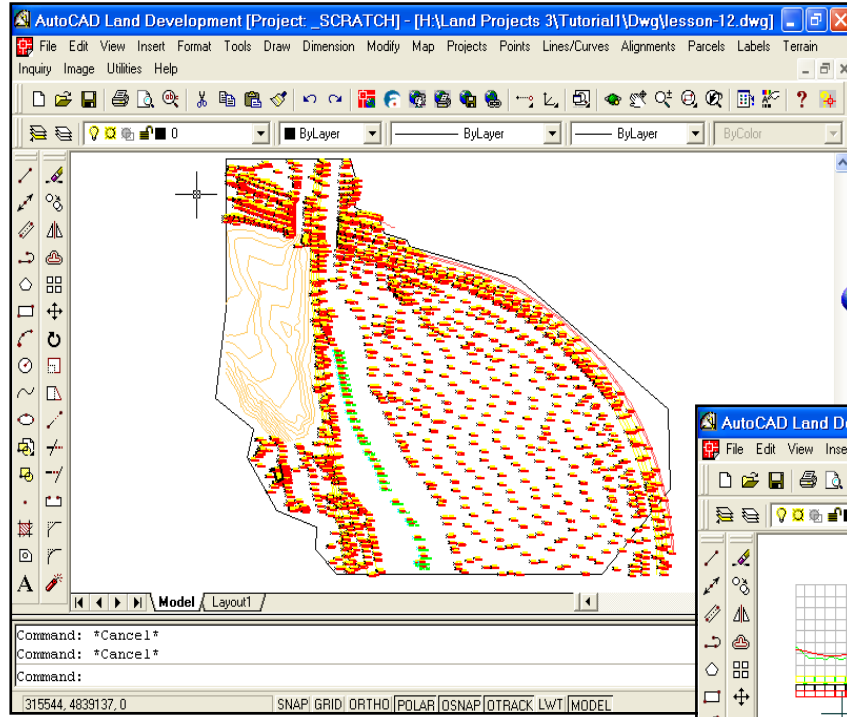 AutoCAD Land Development [Project: _SCRATCH] - [H:\Land Projects 3\Tutorial1\Dwg\lesson-12.dwg]
File Edit View Insert Format Tools Draw Dimension Modify Map Projects Points Lines/Curves Alignments Parcels Labels Terrain
Inquiry Image Utilities Help
0 ByLayer ByLayer ByLayer ByColor
A
Model Layout1
Command: *Cancel*
Command: *Cancel*
Command:
315544, 4839137, 0 SNAP GRID ORTHO POLAR OSNAP OTRACK LWT MODEL
AutoCAD Land D
File Edit View Inse